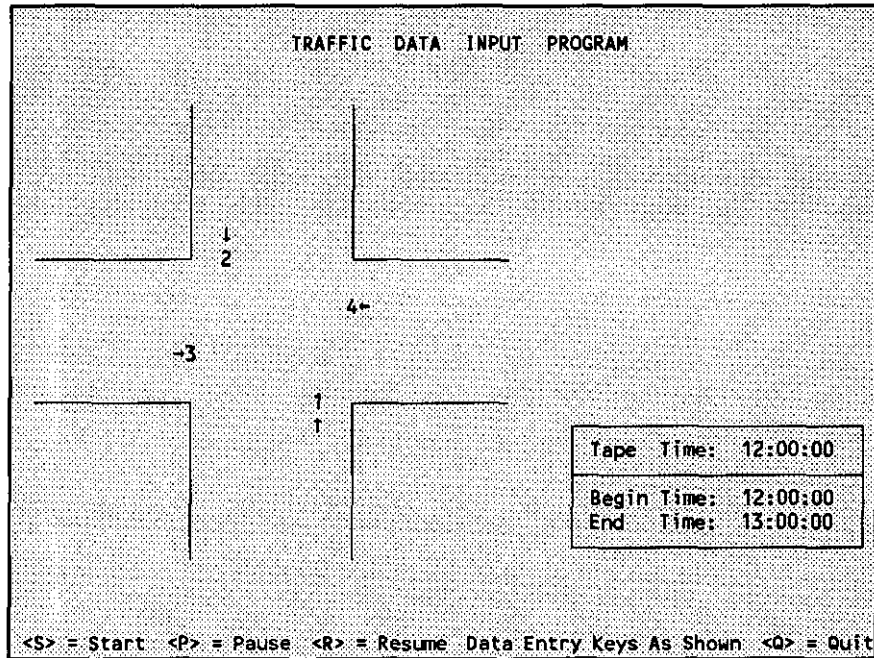 TRAFFIC DATA INPUT PROGRAM
↓
2
4←
→3
1
↑
Tape Time: 12:00:00
Begin Time: 12:00:00
End Time: 13:00:00
<S> = Start <P> = Pause <R> = Resume Data Entry Keys As Shown <Q> = Quit